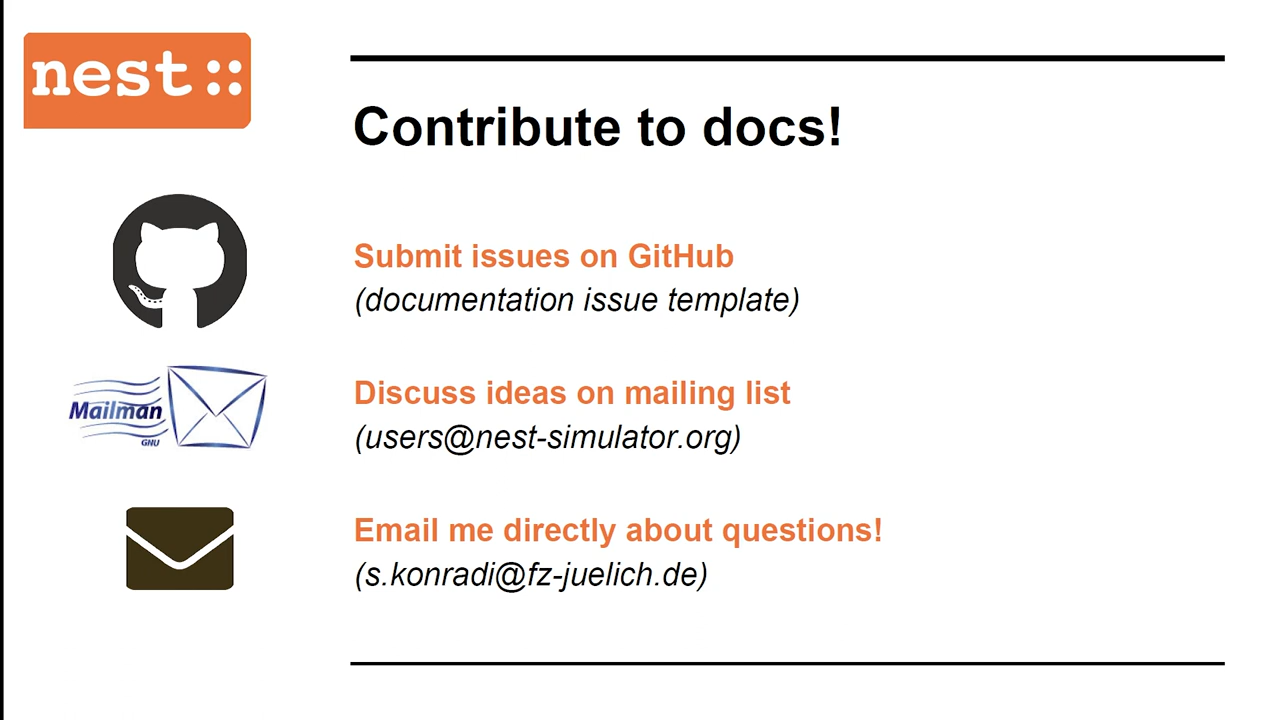 nest::
Contribute to docs!
Submit issues on GitHub
(documentation issue template)
Mailman
GNU
Discuss ideas on mailing list
(users@nest-simulator.org)
Email me directly about questions!
(s.konradi@fz-juelich.de)